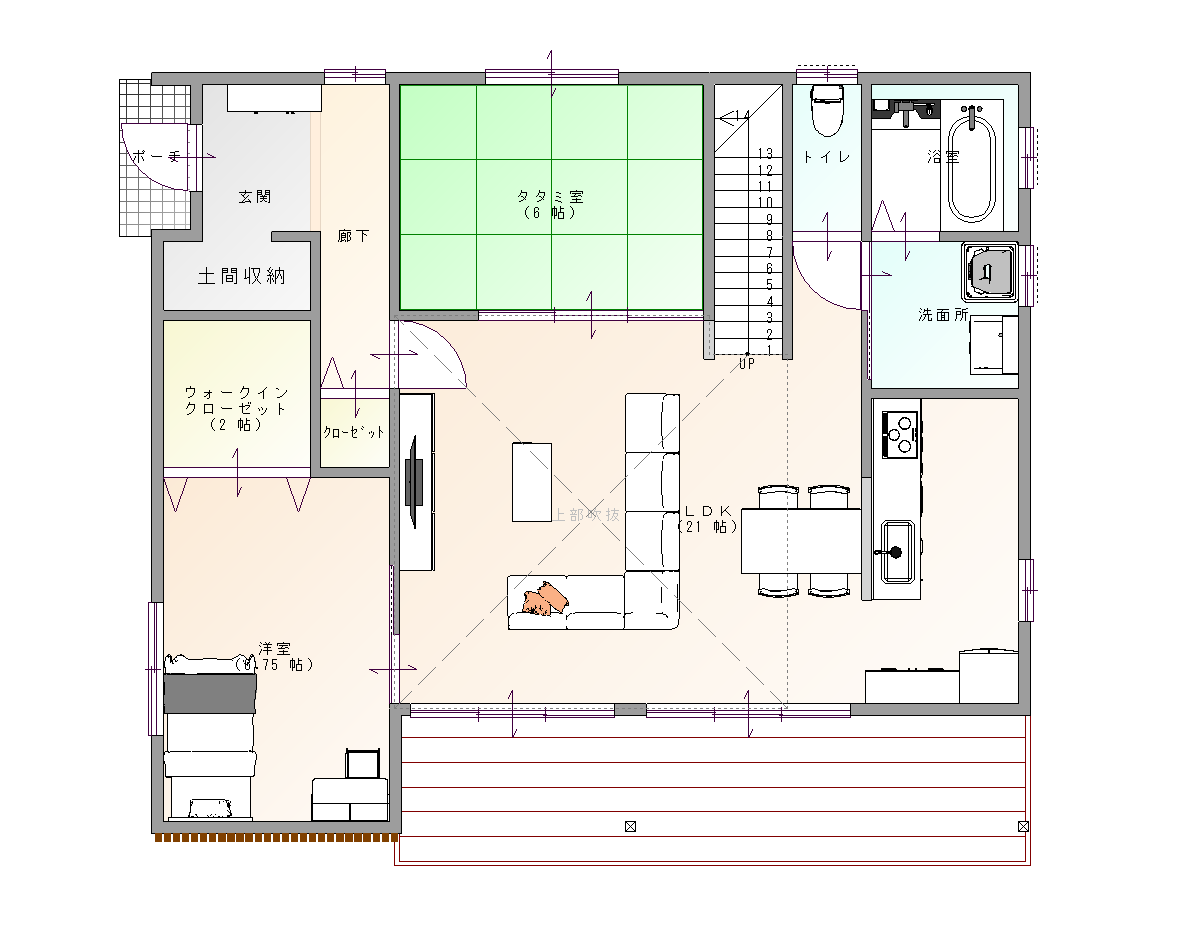 ポーチ
玄関
廊下
土間収納
タタミ室
(6 帖)
14
13
12
11
10
9
8
7
6
5
4
3
2
1
UP
トイレ
浴室
洗面所
ウォークイン
クローゼット
(2 帖)
クローゼット
上部吹抜
LDK
(21 帖)
洋室
(6.75 帖)